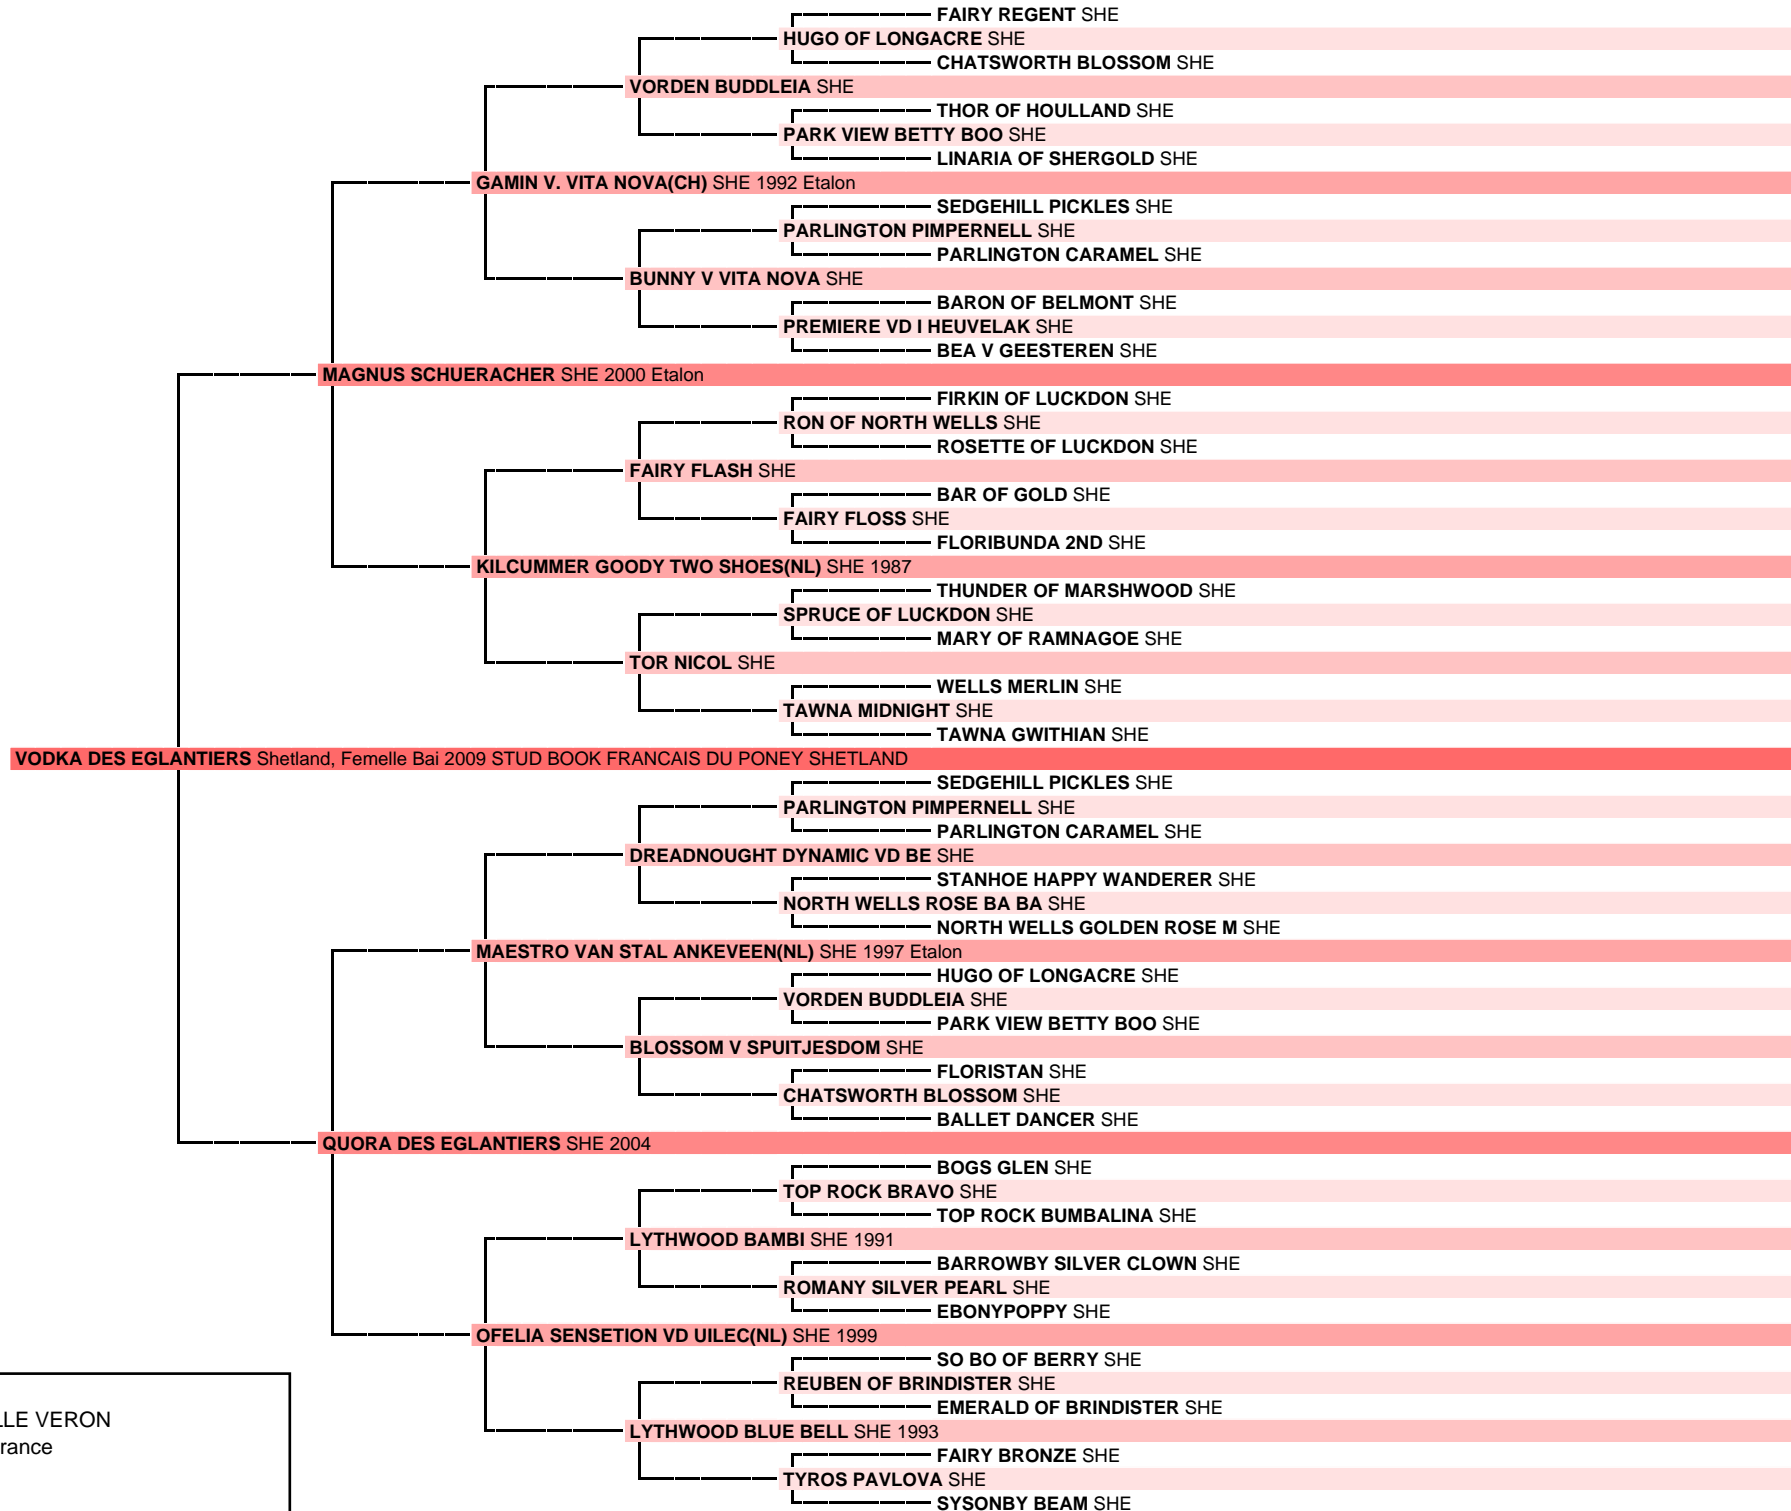 FAIRY REGENT SHE
HUGO OF LONGACRE SHE
CHATSWORTH BLOSSOM SHE
VORDEN BUDDLEIA SHE
THOR OF HOULLAND SHE
PARK VIEW BETTY BOO SHE
LINARIA OF SHERGOLD SHE
GAMIN V. VITA NOVA(CH) SHE 1992 Etalon
SEDGEHILL PICKLES SHE
PARLINGTON PIMPERNELL SHE
PARLINGTON CARAMEL SHE
BUNNY V VITA NOVA SHE
BARON OF BELMONT SHE
PREMIERE VD I HEUVELAK SHE
BEA V GEESTEREN SHE
MAGNUS SCHUERACHER SHE 2000 Etalon
FIRKIN OF LUCKDON SHE
RON OF NORTH WELLS SHE
ROSETTE OF LUCKDON SHE
FAIRY FLASH SHE
BAR OF GOLD SHE
FAIRY FLOSS SHE
FLORIBUNDA 2ND SHE
KILCUMMER GOODY TWO SHOES(NL) SHE 1987
THUNDER OF MARSHWOOD SHE
SPRUCE OF LUCKDON SHE
MARY OF RAMNAGOE SHE
TOR NICOL SHE
WELLS MERLIN SHE
TAWNA MIDNIGHT SHE
TAWNA GWITHIAN SHE
VODKA DES EGLANTIERS Shetland, Femelle Bai 2009 STUD BOOK FRANCAIS DU PONEY SHETLAND
SEDGEHILL PICKLES SHE
PARLINGTON PIMPERNELL SHE
PARLINGTON CARAMEL SHE
DREADNOUGHT DYNAMIC VD BE SHE
STANHOE HAPPY WANDERER SHE
NORTH WELLS ROSE BA BA SHE
NORTH WELLS GOLDEN ROSE M SHE
MAESTRO VAN STAL ANKEVEEN(NL) SHE 1997 Etalon
HUGO OF LONGACRE SHE
VORDEN BUDDLEIA SHE
PARK VIEW BETTY BOO SHE
BLOSSOM V SPUITJESDOM SHE
FLORISTAN SHE
CHATSWORTH BLOSSOM SHE
BALLET DANCER SHE
QUORA DES EGLANTIERS SHE 2004
BOGS GLEN SHE
TOP ROCK BRAVO SHE
TOP ROCK BUMBALINA SHE
LYTHWOOD BAMBI SHE 1991
BARROWBY SILVER CLOWN SHE
ROMANY SILVER PEARL SHE
EBONYPOPPY SHE
OFELIA SENSETION VD UILEC(NL) SHE 1999
SO BO OF BERRY SHE
REUBEN OF BRINDISTER SHE
EMERALD OF BRINDISTER SHE
LYTHWOOD BLUE BELL SHE 1993
FAIRY BRONZE SHE
TYROS PAVLOVA SHE
SYSONBY BEAM SHE
LLE VERON
rance